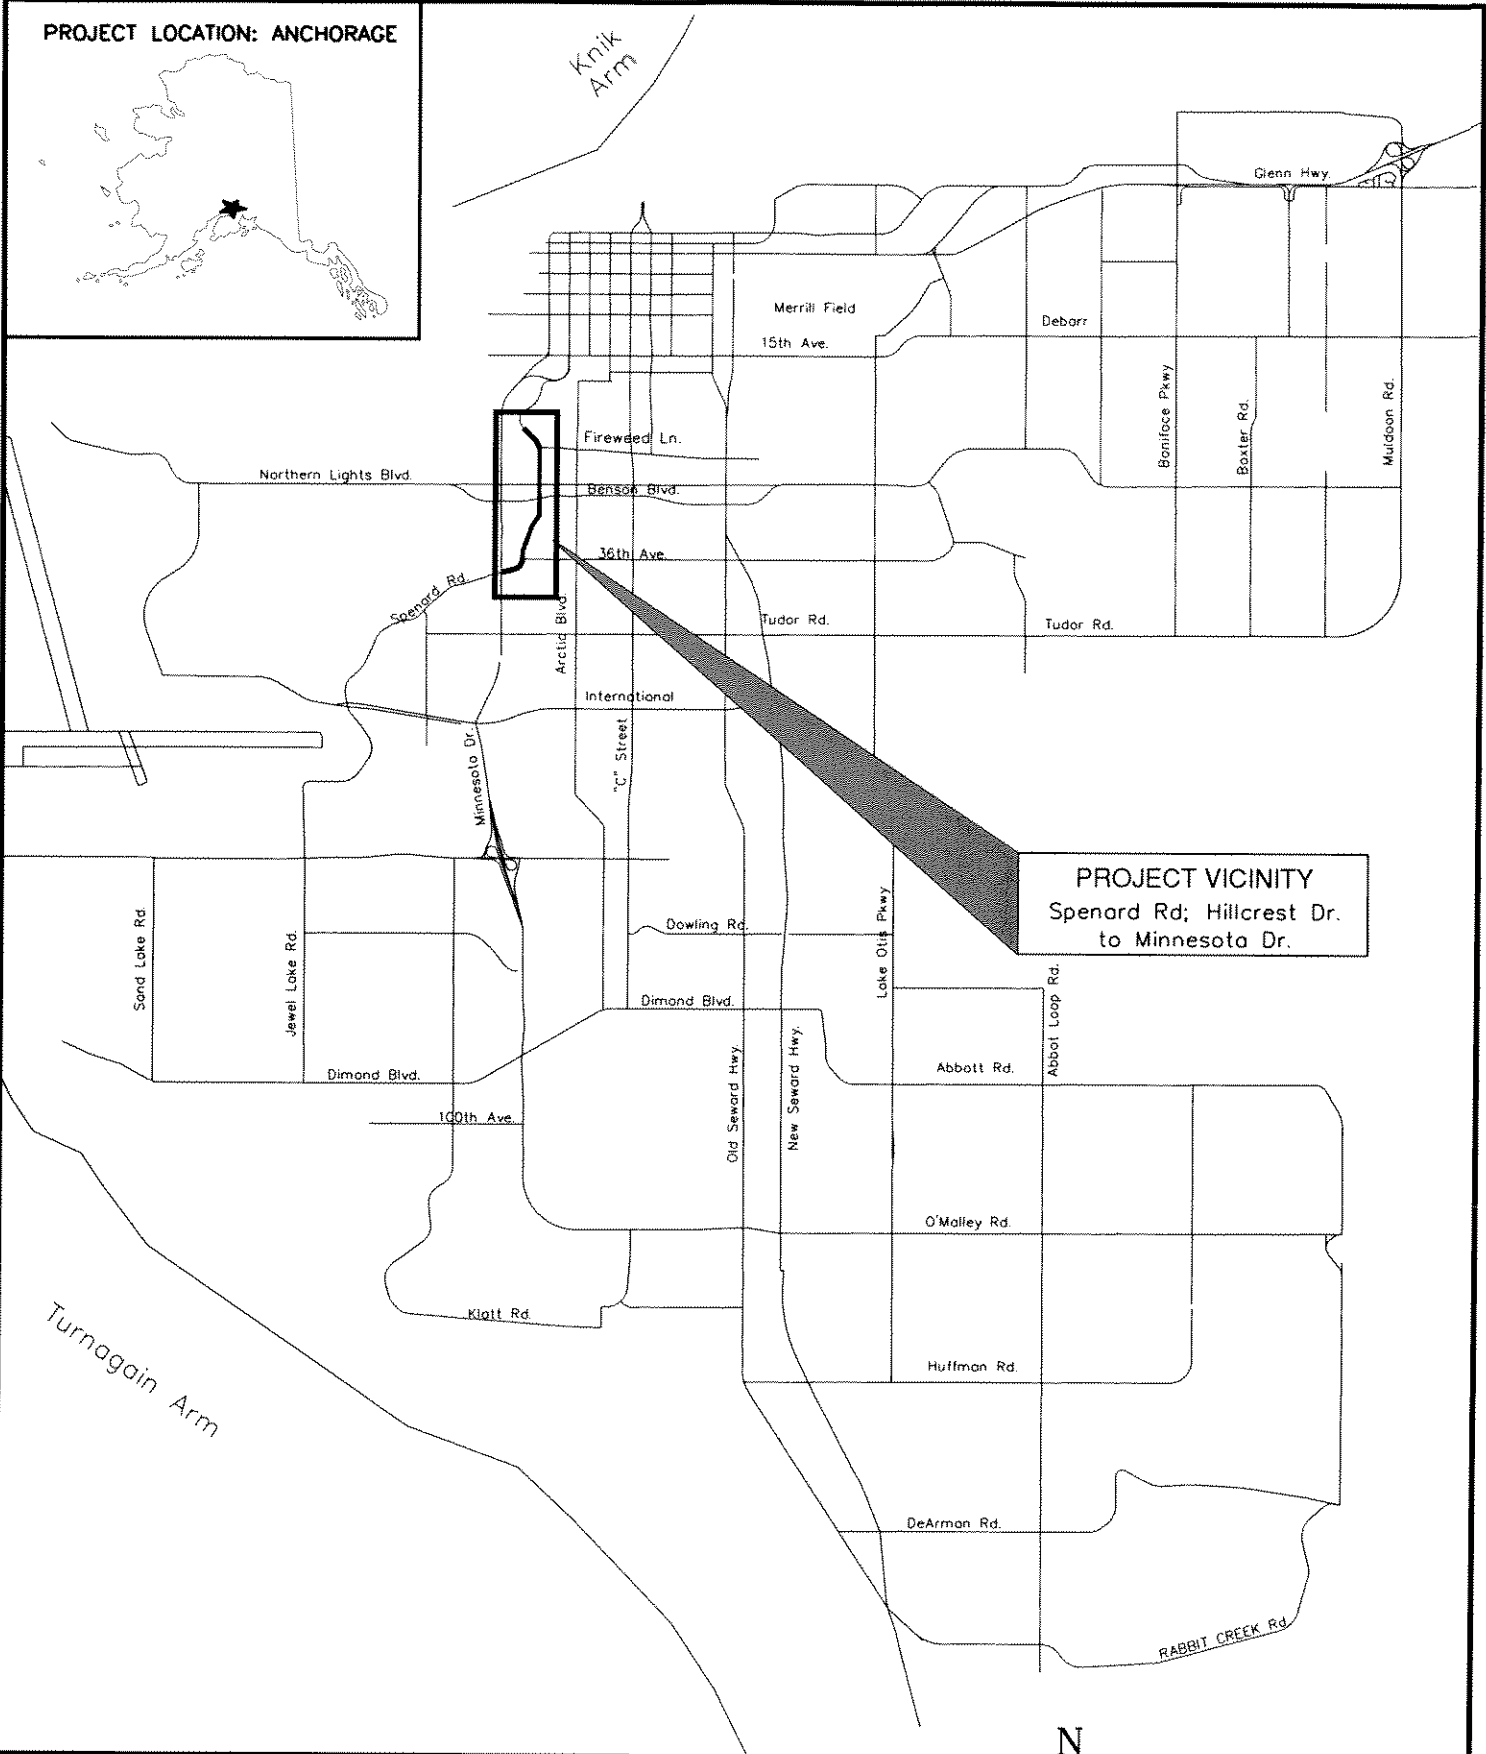 PROJECT LOCATION: ANCHORAGE
Knik
Arm
Glenn Hwy.
Merrill Field
Debarr
15th Ave.
Boniface Pkwy
Baxter Rd.
Muldoon Rd.
Fireweed Ln.
Northern Lights Blvd.
Benson Blvd.
36th Ave.
Spenard Rd.
Arctic Blvd.
Tudor Rd.
Tudor Rd.
International
"C" Street
Minnesota Dr.
PROJECT VICINITY
Spenard Rd; Hillcrest Dr.
to Minnesota Dr.
Sand Lake Rd.
Jewel Lake Rd.
Dowling Rd.
Lake Otis Pkwy
Abbot Loop Rd.
Dimond Blvd.
Old Seward Hwy.
New Seward Hwy.
Abbott Rd.
Dimond Blvd.
100th Ave.
O'Malley Rd.
Klatt Rd.
Turnagain Arm
Huffman Rd.
DeArmon Rd.
RABBIT CREEK Rd.
N